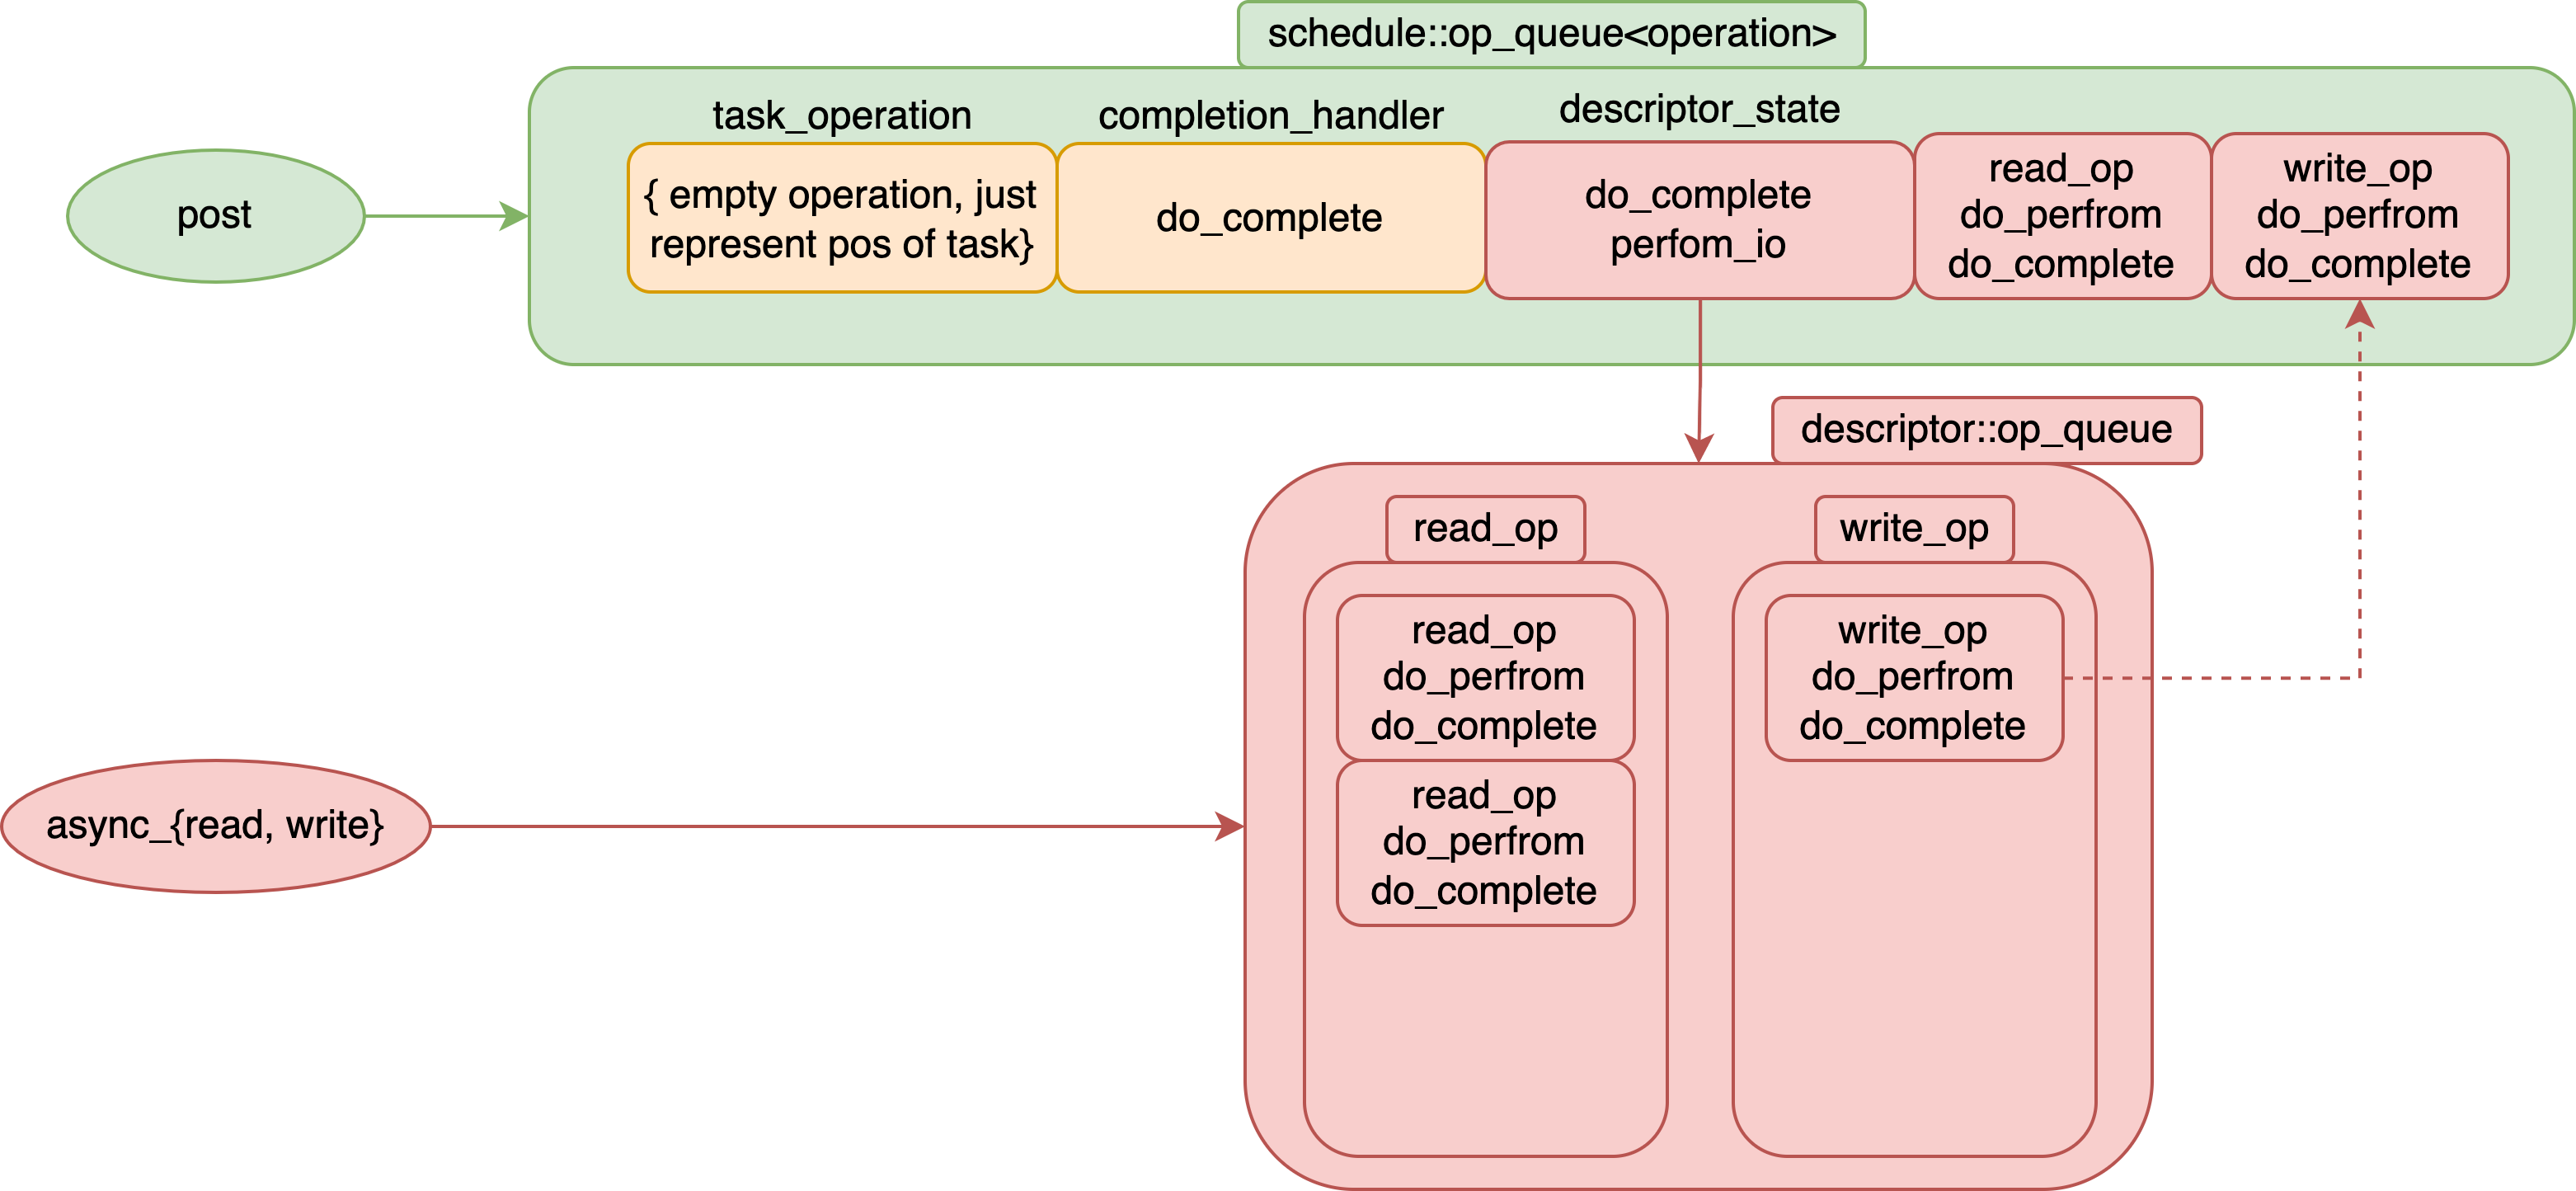 schedule::op_queue<operation>
task_operation
completion_handler
descriptor_state
post
{ empty operation, just
represent pos of task}
do_complete
do_complete
perfom_io
read_op
do_perfrom
do_complete
write_op
do_perfrom
do_complete
descriptor::op_queue
read_op
write_op
read_op
do_perfrom
do_complete
write_op
do_perfrom
do_complete
read_op
do_perfrom
do_complete
async_{read, write}